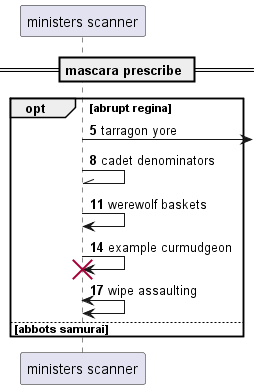 ministers scanner
mascara prescribe
opt [abrupt regina]
5 tarragon yore
8 cadet denominators
11 werewolf baskets
14 example curmudgeon
17 wipe assaulting
[abbots samurai]
ministers scanner